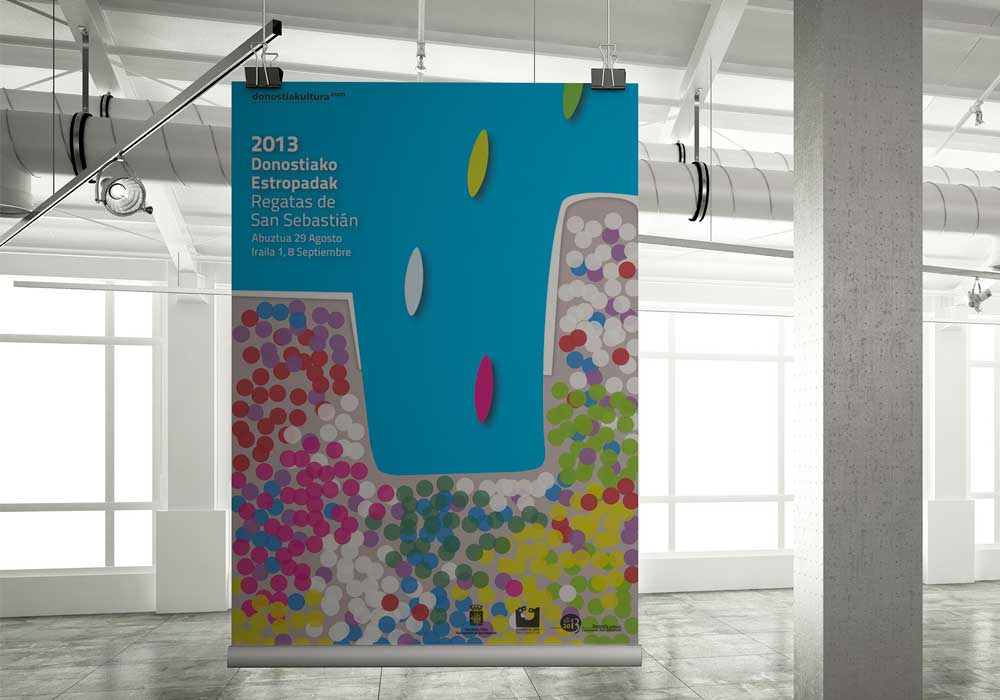 donostiakultura.com
2013
Donostiako
Estropadak
Regatas de
San Sebastián
Abuztua 29 Agosto
Iraila 1, 8 Septiembre